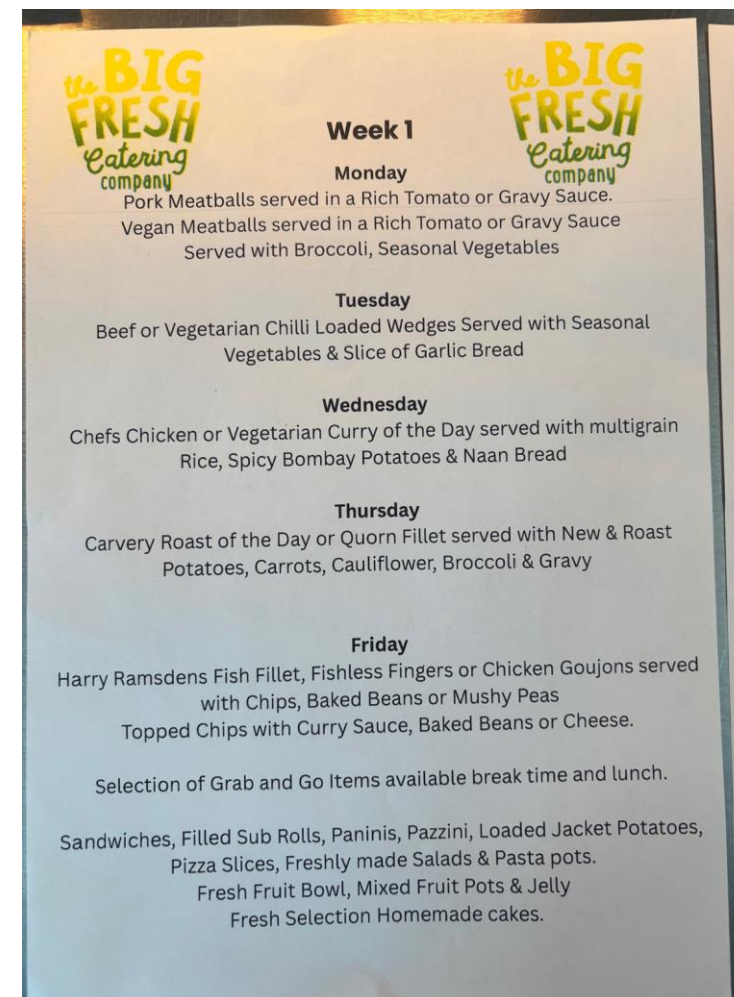 the BIG
FRESH
Catering
company
the BIG
FRESH
Catering
company
Week 1
Monday
Pork Meatballs served in a Rich Tomato or Gravy Sauce.
Vegan Meatballs served in a Rich Tomato or Gravy Sauce
Served with Broccoli, Seasonal Vegetables
Tuesday
Beef or Vegetarian Chilli Loaded Wedges Served with Seasonal
Vegetables & Slice of Garlic Bread
Wednesday
Chefs Chicken or Vegetarian Curry of the Day served with multigrain
Rice, Spicy Bombay Potatoes & Naan Bread
Thursday
Carvery Roast of the Day or Quorn Fillet served with New & Roast
Potatoes, Carrots, Cauliflower, Broccoli & Gravy
Friday
Harry Ramsdens Fish Fillet, Fishless Fingers or Chicken Goujons served
with Chips, Baked Beans or Mushy Peas
Topped Chips with Curry Sauce, Baked Beans or Cheese.
Selection of Grab and Go Items available break time and lunch.
Sandwiches, Filled Sub Rolls, Paninis, Pazzini, Loaded Jacket Potatoes,
Pizza Slices, Freshly made Salads & Pasta pots.
Fresh Fruit Bowl, Mixed Fruit Pots & Jelly
Fresh Selection Homemade cakes.